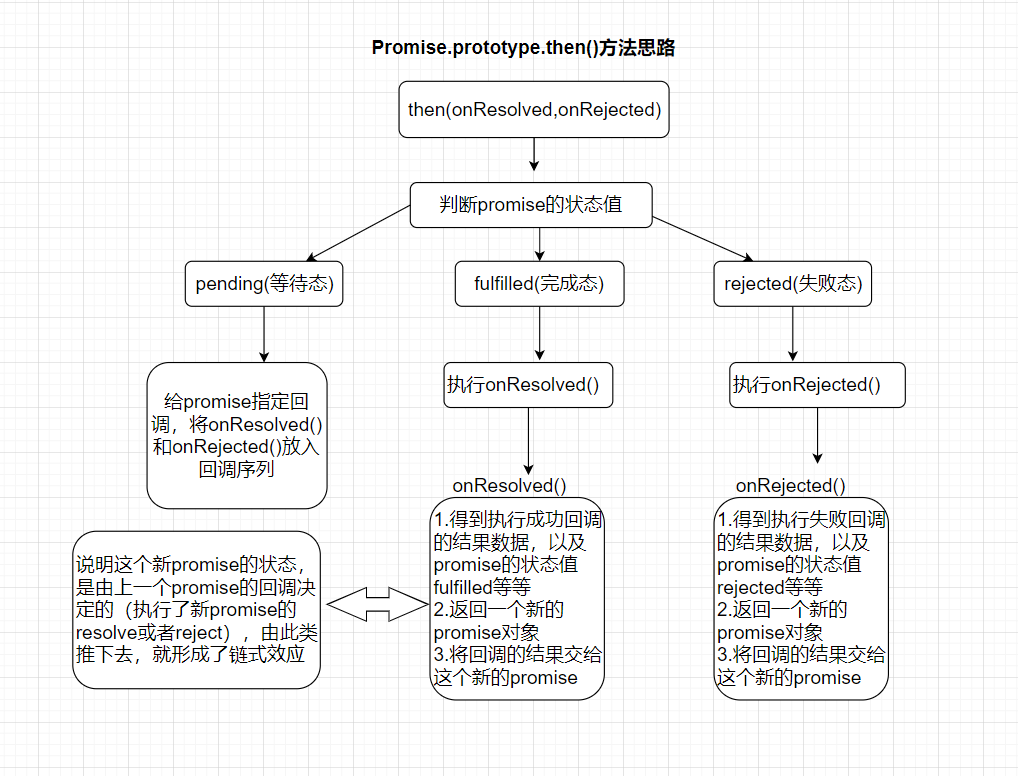 Promise.prototype.then()方法思路
then(onResolved,onRejected)
判断promise的状态值
pending(等待态)
fulfilled(完成态)
rejected(失败态)
给promise指定回
调，将onResolved()
和onRejected()放入
回调序列
执行onResolved()
执行onRejected()
说明这个新promise的状态，
是由上一个promise的回调决
定的（执行了新promise的
resolve或者reject），由此类
推下去，就形成了链式效应
onResolved()
1.得到执行成功回调
的结果数据，以及
promise的状态值
fulfilled等等
2.返回一个新的
promise对象
3.将回调的结果交给
这个新的promise
onRejected()
1.得到执行失败回调
的结果数据，以及
promise的状态值
rejected等等
2.返回一个新的
promise对象
3.将回调的结果交给
这个新的promise